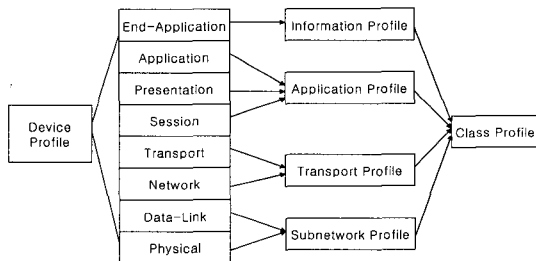 End-Application
Application
Presentation
Session
Transport
Network
Data-Link
Physical
Device
Profile
Information Profile
Application Profile
Transport Profile
Subnetwork Profile
Class Profile